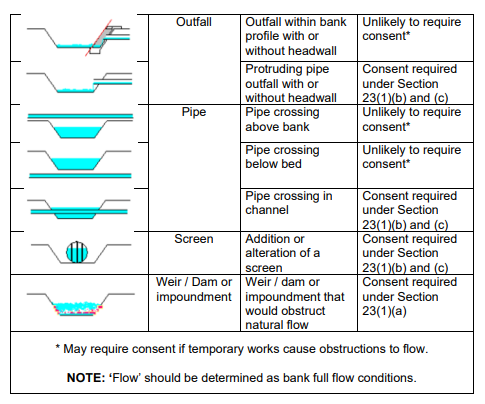 Outfall
Outfall within bank
profile with or
without headwall
Unlikely to require
consent*
Protruding pipe
outfall with or
without headwall
Consent required
under Section
23(1)(b) and (c)
Pipe
Pipe crossing
above bank
Unlikely to require
consent*
Pipe crossing
below bed
Unlikely to require
consent*
Pipe crossing in
channel
Consent required
under Section
23(1)(b) and (c)
Screen
Addition or
alteration of a
screen
Consent required
under Section
23(1)(b) and (c)
Weir / Dam or
impoundment
Weir / dam or
impoundment that
would obstruct
natural flow
Consent required
under Section
23(1)(a)
* May require consent if temporary works cause obstructions to flow.
NOTE: ‘Flow’ should be determined as bank full flow conditions.